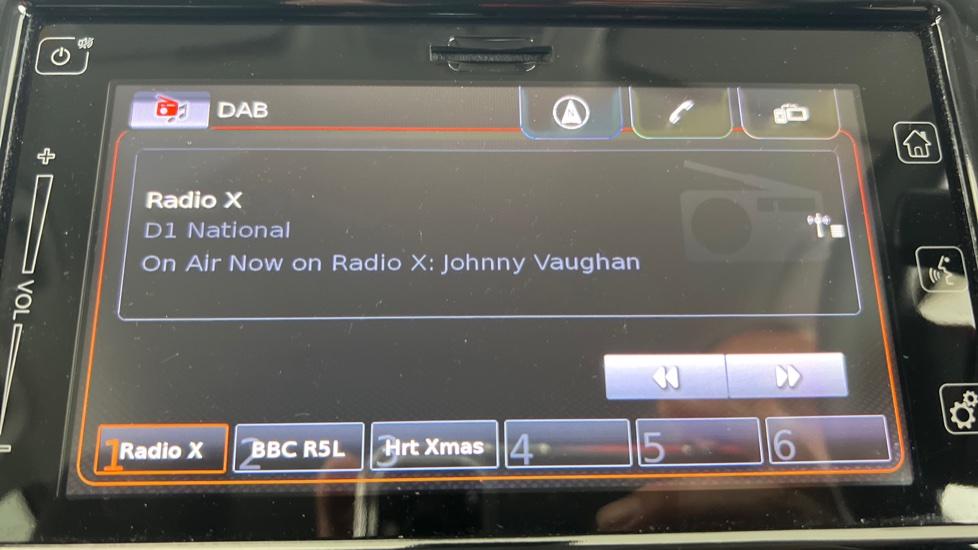 DAB
Radio X
D1 National
On Air Now on Radio X: Johnny Vaughan
VOL
1 Radio X
2 BBC R5L
3 Hrt Xmas
4
5
6